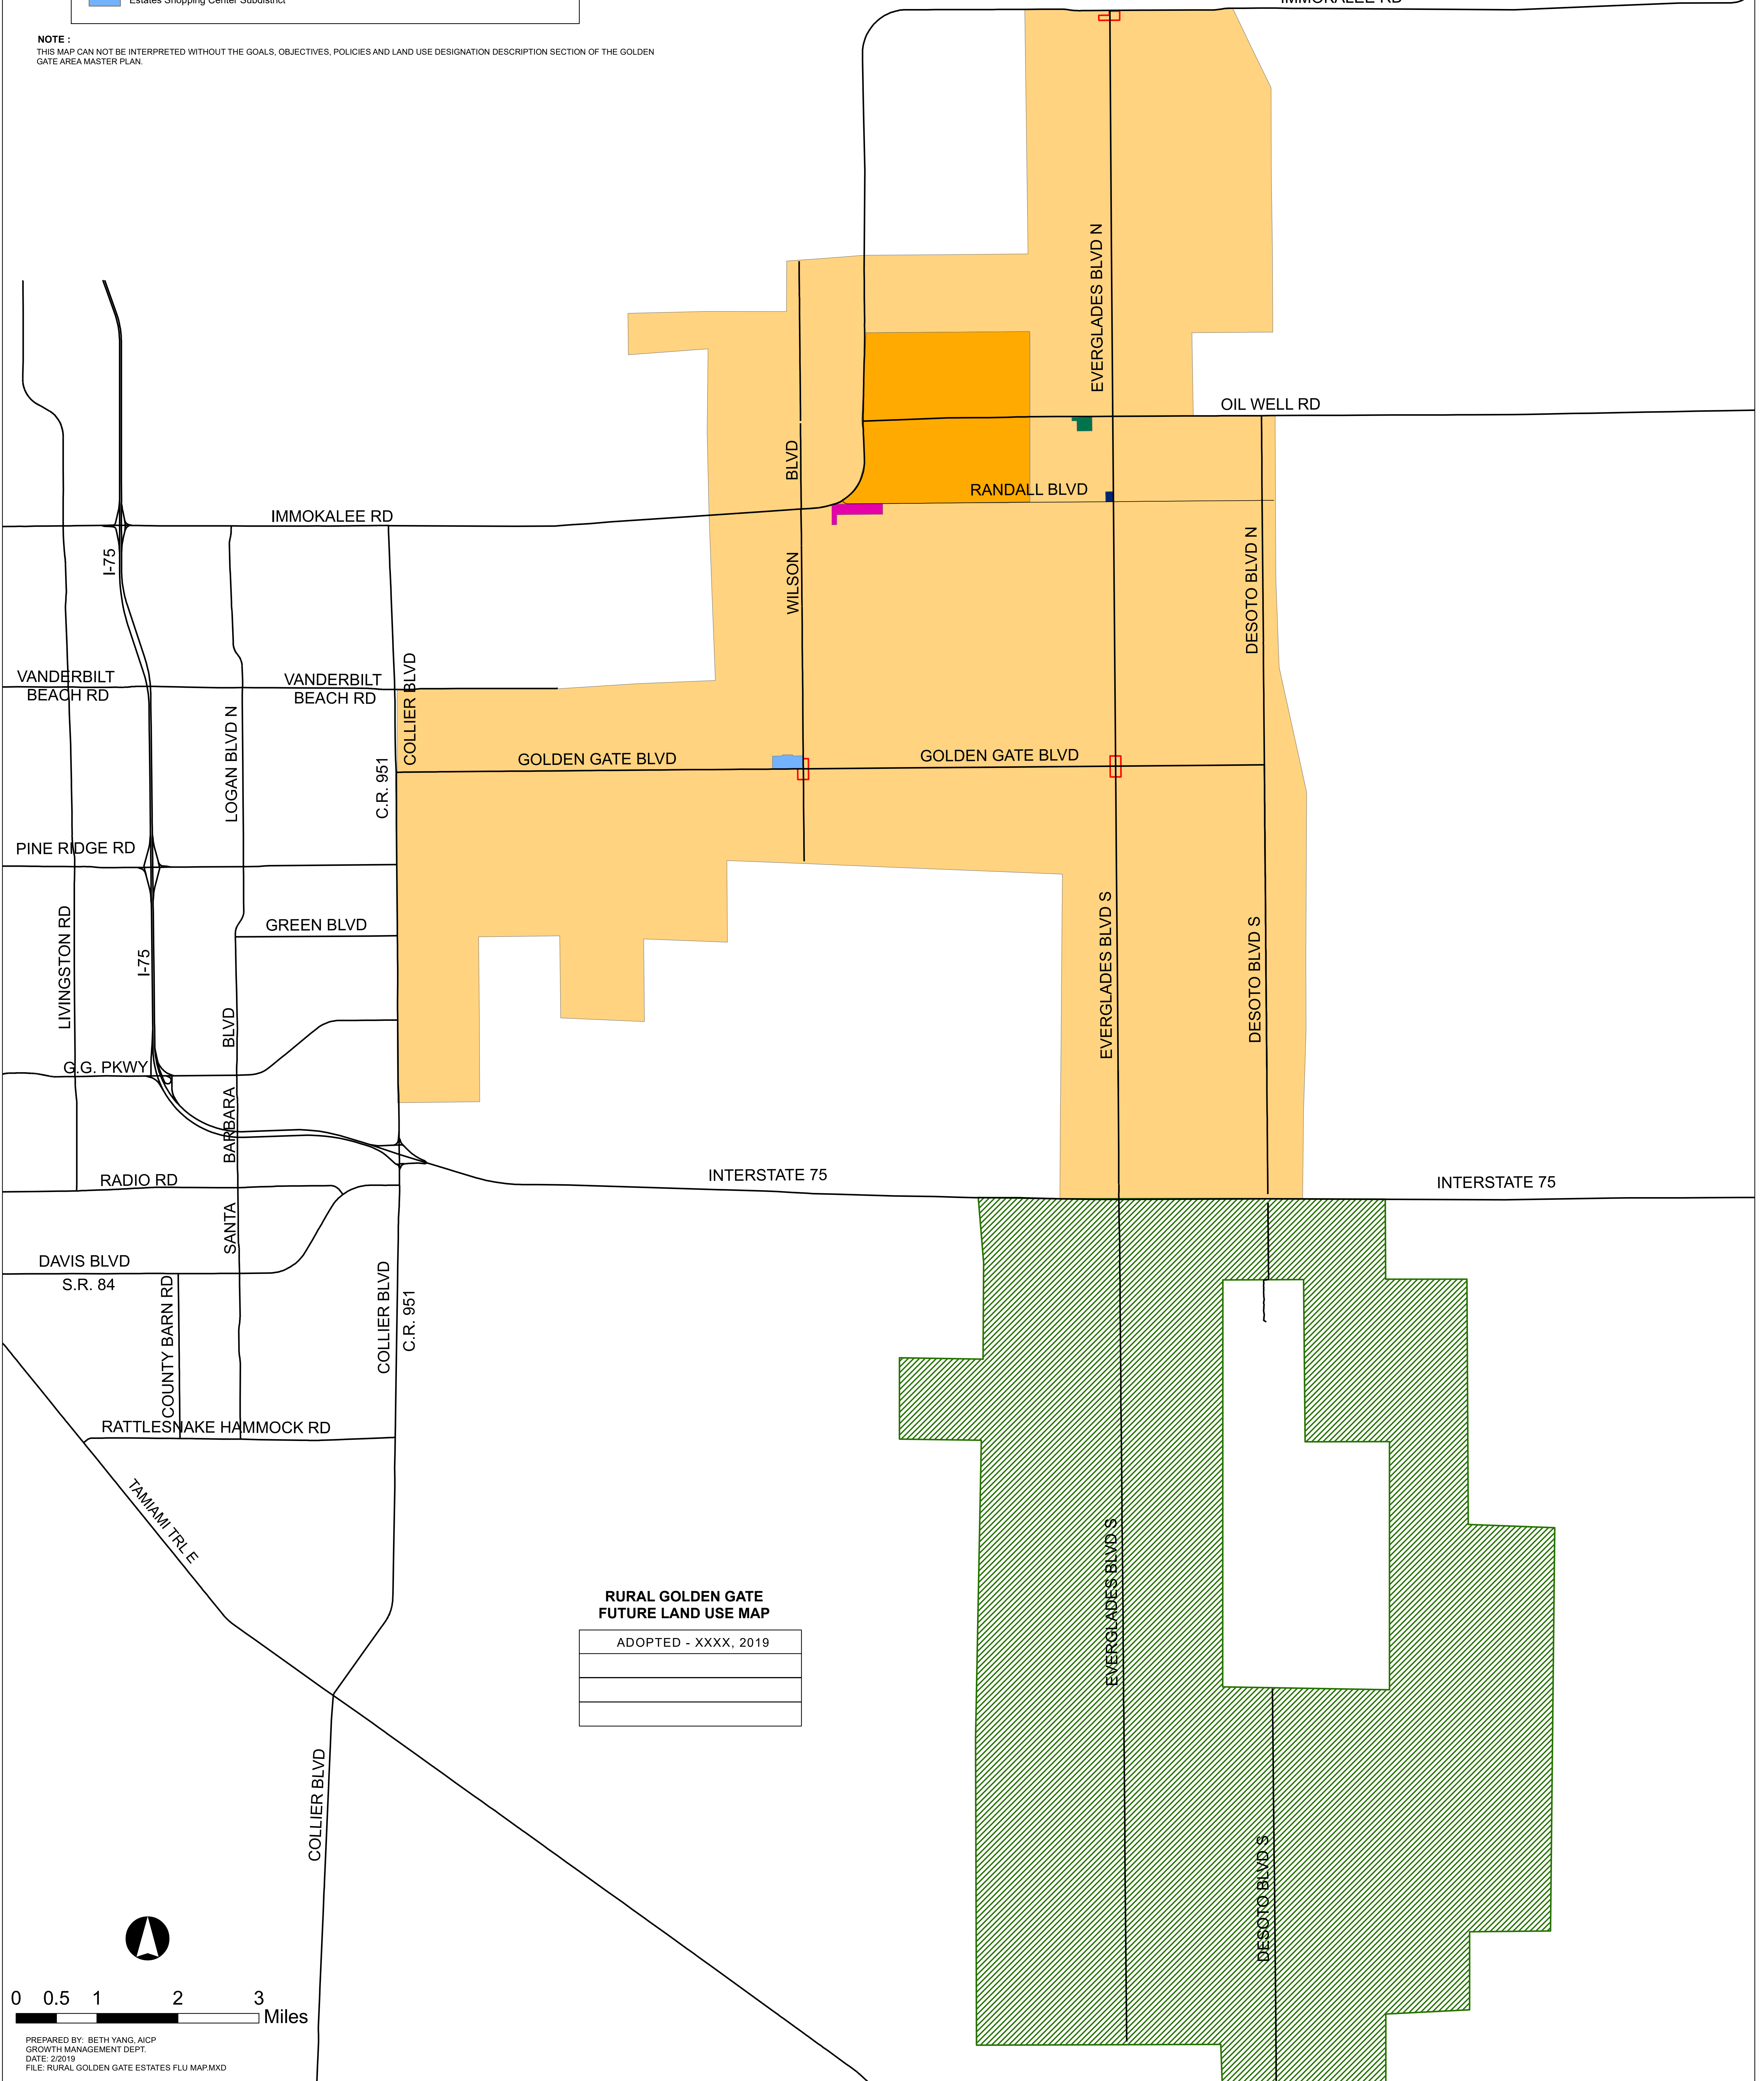 Estates Shopping Center Subdistrict
NOTE :
THIS MAP CAN NOT BE INTERPRETED WITHOUT THE GOALS, OBJECTIVES, POLICIES AND LAND USE DESIGNATION DESCRIPTION SECTION OF THE GOLDEN
GATE AREA MASTER PLAN.
IMMOKALEE RD
EVERGLADES BLVD N
OIL WELL RD
BLVD
RANDALL BLVD
IMMOKALEE RD
I-75
WILSON
DESOTO BLVD N
VANDERBILT
BEACH RD
VANDERBILT
BEACH RD
COLLIER BLVD
LOGAN BLVD N
C.R. 951
GOLDEN GATE BLVD
GOLDEN GATE BLVD
PINE RIDGE RD
GREEN BLVD
LIVINGSTON RD
I-75
EVERGLADES BLVD S
DESOTO BLVD S
BLVD
G.G. PKWY
BARBARA
RADIO RD
INTERSTATE 75
INTERSTATE 75
SANTA
DAVIS BLVD
S.R. 84
COUNTY BARN RD
COLLIER BLVD
C.R. 951
RATTLESNAKE HAMMOCK RD
TAMIAMI TRL E
EVERGLADES BLVD S
RURAL GOLDEN GATE
FUTURE LAND USE MAP
ADOPTED - XXXX, 2019
COLLIER BLVD
DESOTO BLVD S
0 0.5 1 2 3
Miles
PREPARED BY: BETH YANG, AICP
GROWTH MANAGEMENT DEPT.
DATE: 2/2019
FILE: RURAL GOLDEN GATE ESTATES FLU MAP.MXD